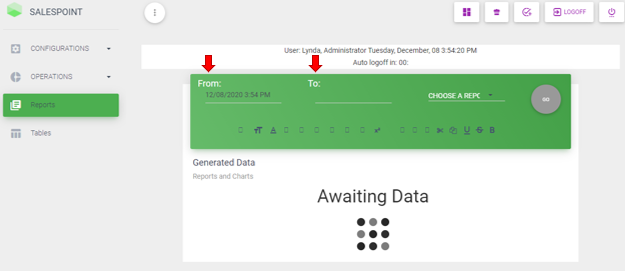 SALESPOINT
LOGOFF
User: Lynda, Administrator Tuesday, December, 08 3:54:20 PM
Auto logoff in: 00:
CONFIGURATIONS
OPERATIONS
Reports
Tables
From:
To:
12/08/2020 3:54 PM
CHOOSE A REPO
Generated Data
Reports and Charts
Awaiting Data